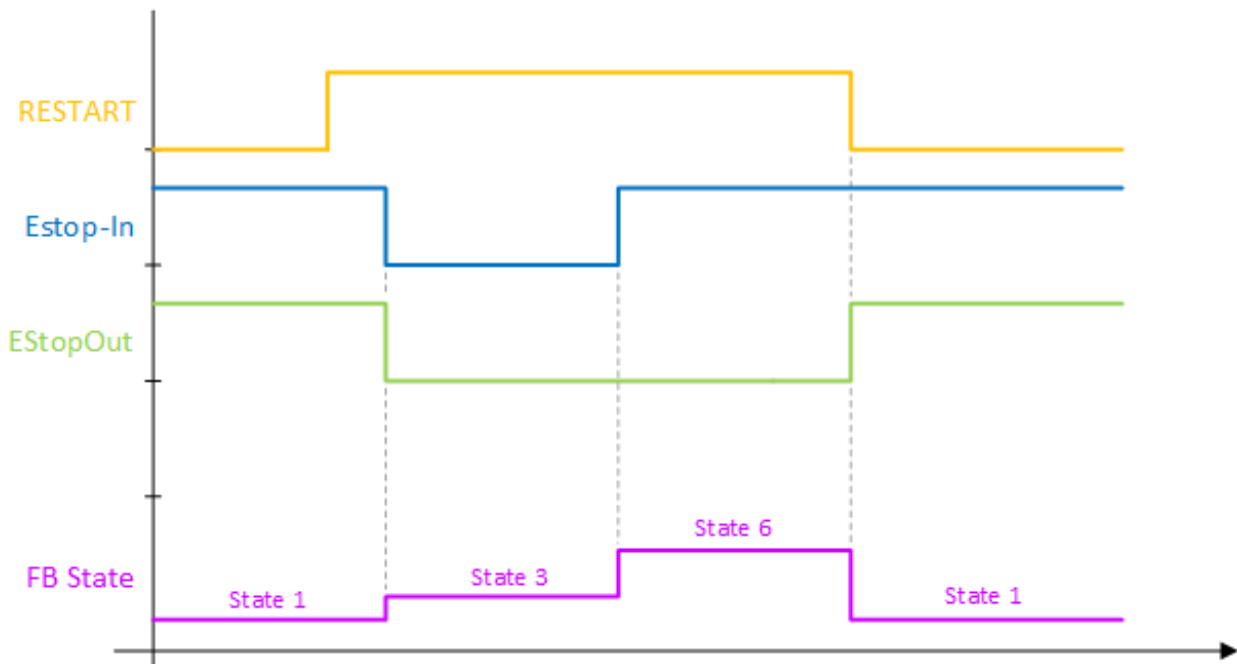 RESTART
Estop-In
EStopOut
State 6
FB State
State 3
State 1
State 1